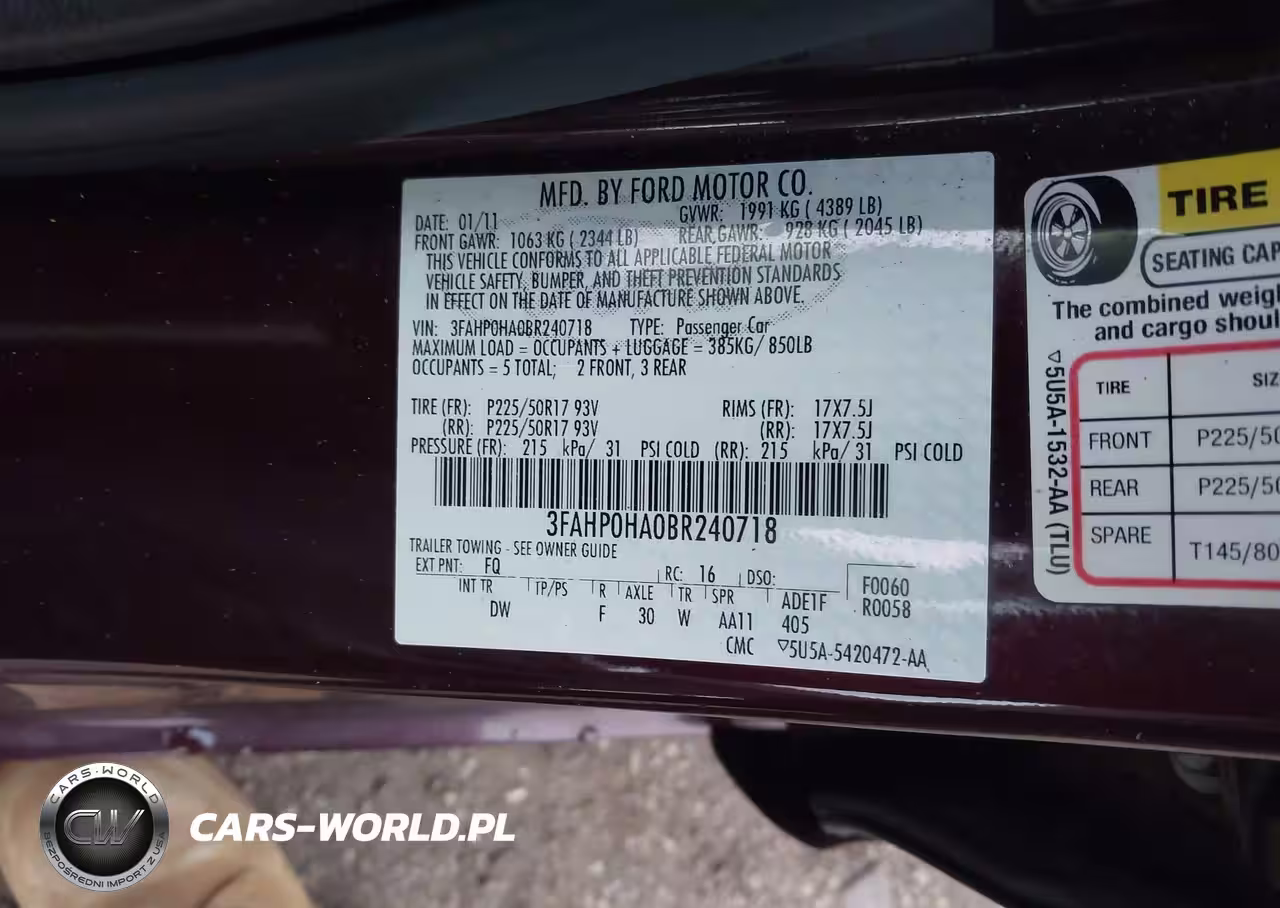 MFD. BY FORD MOTOR CO.
DATE: 01/11 GVWR: 1991 KG ( 4389 LB)
FRONT GAWR: 1063 KG ( 2344 LB) REAR GAWR: 928 KG ( 2045 LB)
THIS VEHICLE CONFORMS TO ALL APPLICABLE FEDERAL MOTOR
VEHICLE SAFETY, BUMPER, AND THEFT PREVENTION STANDARDS
IN EFFECT ON THE DATE OF MANUFACTURE SHOWN ABOVE.
VIN: 3FAHP0HA0BR240718 TYPE: Passenger Car
MAXIMUM LOAD = OCCUPANTS + LUGGAGE = 385KG/ 850LB
OCCUPANTS = 5 TOTAL; 2 FRONT, 3 REAR
TIRE (FR): P225/50R17 93V RIMS (FR): 17X7.5J
(RR): P225/50R17 93V (RR): 17X7.5J
PRESSURE (FR): 215 kPa/ 31 PSI COLD (RR): 215 kPa/ 31 PSI COLD
3FAHP0HA0BR240718
TRAILER TOWING - SEE OWNER GUIDE
EXT PNT: FQ RC: 16 DSO: F0060
INT TR TP/PS R AXLE TR SPR ADE1F R0058
DW F 30 W AA11 405
CMC ▽5U5A-5420472-AA
TIRE
SEATING CAP
The combined weigh
and cargo shoul
▽5U5A-1532-AA (TLU)
TIRE SIZ
FRONT P225/50
REAR P225/50
SPARE T145/80
CARS-WORLD
CW
BEZPOŚREDNI IMPORT Z USA
CARS-WORLD.PL